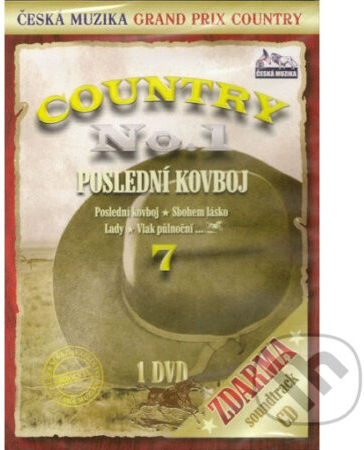 ČESKÁ MUZIKA GRAND PRIX COUNTRY
ČESKÁ MUZIKA
COUNTRY
No.1
POSLEDNÍ KOVBOJ
Poslední kovboj ★ Sbohem lásko
Lady ★ Vlak půlnoční ...
7
1 DVD
ZDARMA
soundtrack
CD